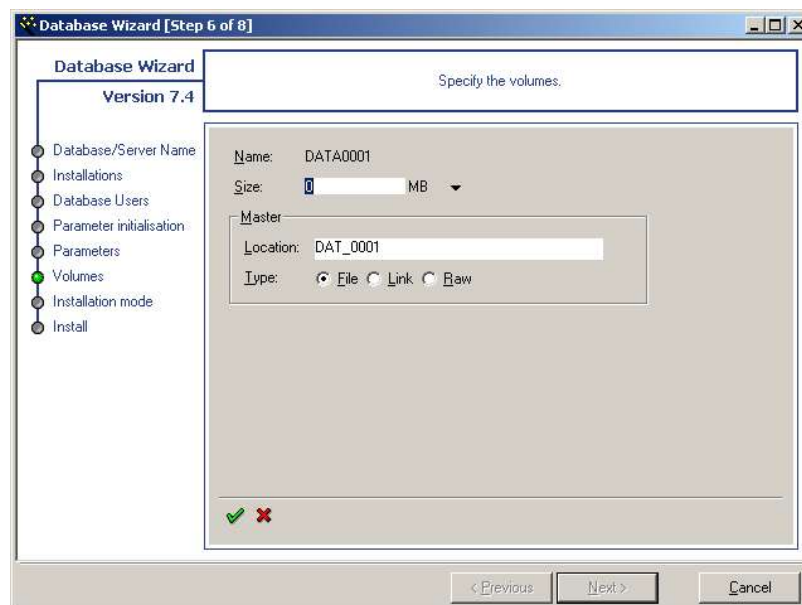 Database Wizard [Step 6 of 8]
Database Wizard
Version 7.4
Specify the volumes.
Database/Server Name
Installations
Database Users
Parameter initialisation
Parameters
Volumes
Installation mode
Install
Name: DATA0001
Size: 0 MB
Master
Location: DAT_0001
Type: File Link Raw
< Previous Next > Cancel